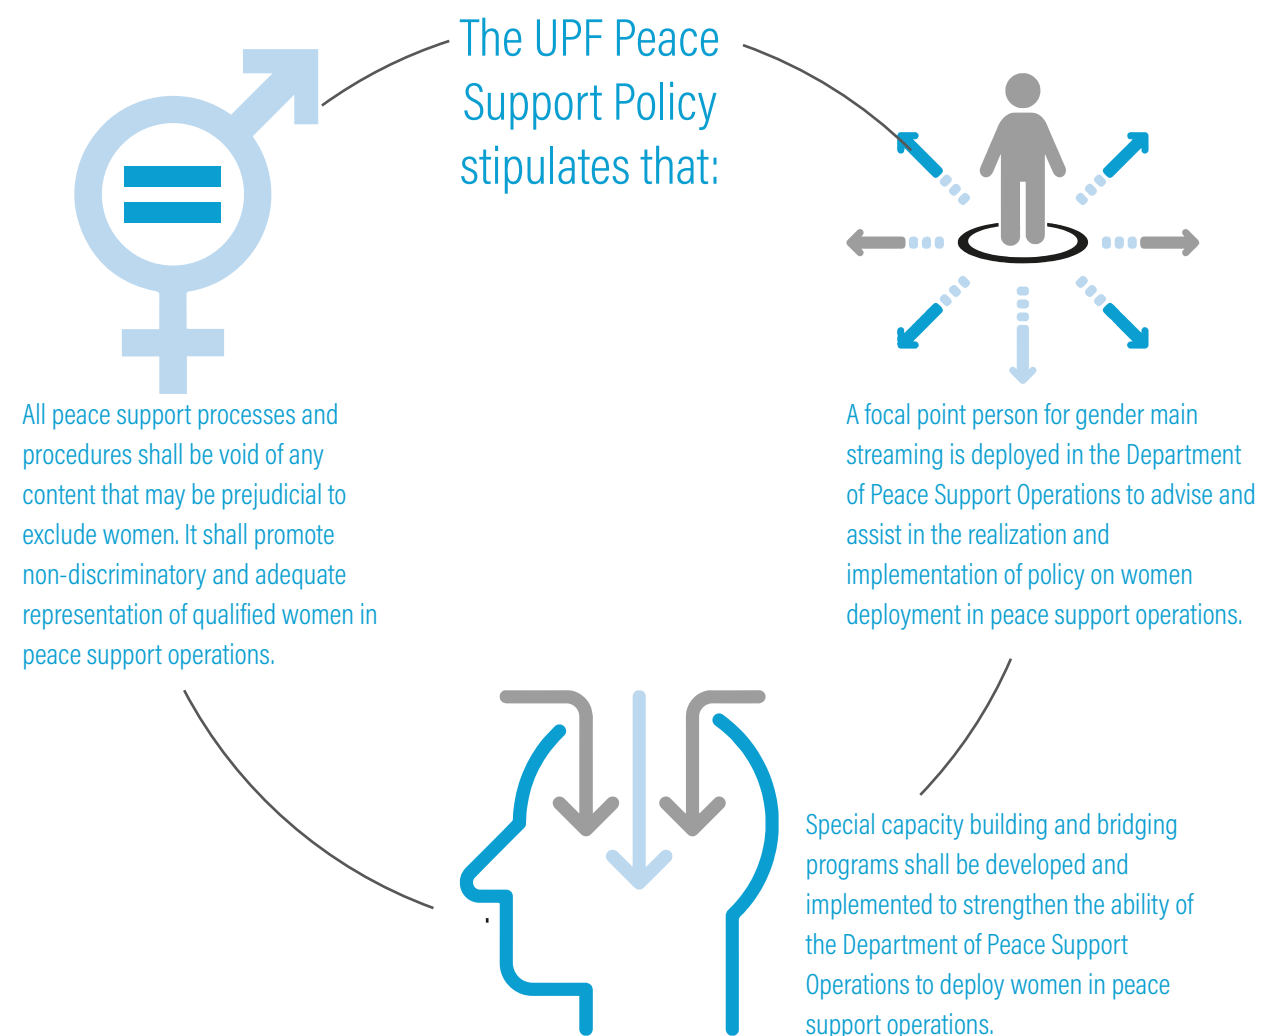 The UPF Peace
Support Policy
stipulates that:
All peace support processes and
procedures shall be void of any
content that may be prejudicial to
exclude women. It shall promote
non-discriminatory and adequate
representation of qualified women in
peace support operations.
A focal point person for gender main
streaming is deployed in the Department
of Peace Support Operations to advise and
assist in the realization and
implementation of policy on women
deployment in peace support operations.
Special capacity building and bridging
programs shall be developed and
implemented to strengthen the ability of
the Department of Peace Support
Operations to deploy women in peace
support operations.